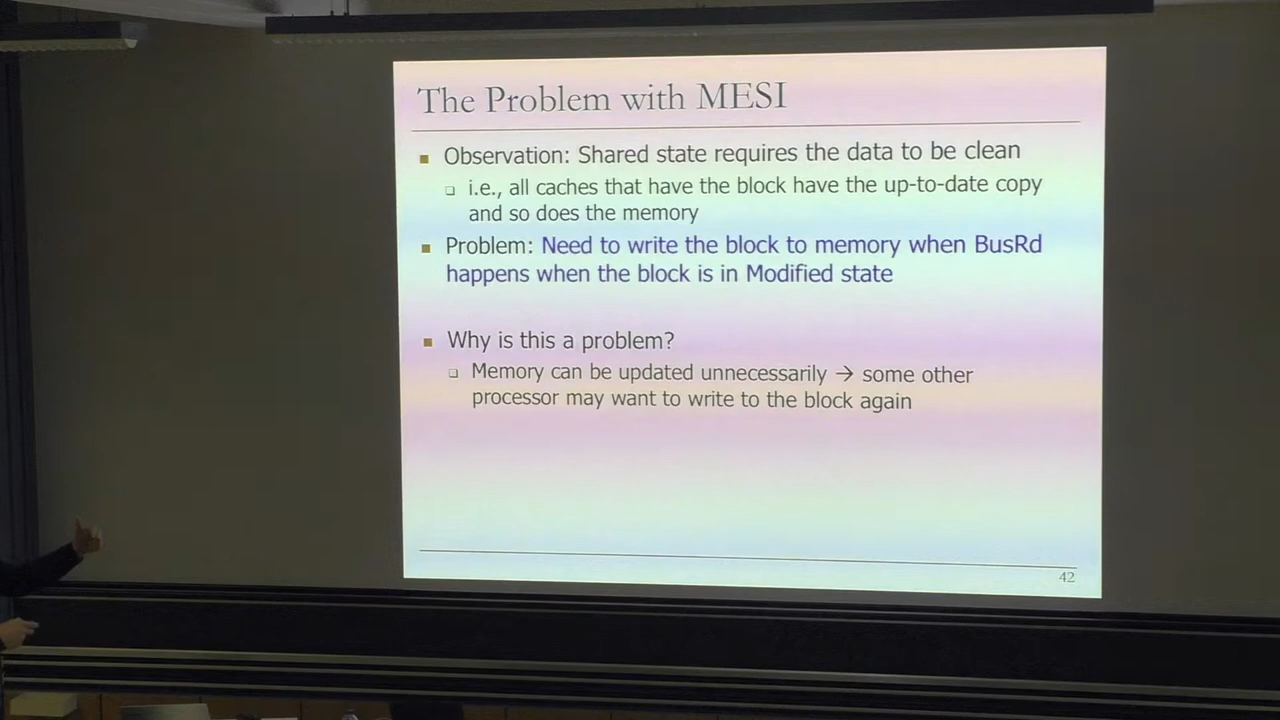 The Problem with MESI
■ Observation: Shared state requires the data to be clean
❑ i.e., all caches that have the block have the up-to-date copy
and so does the memory
■ Problem: Need to write the block to memory when BusRd
happens when the block is in Modified state
■ Why is this a problem?
❑ Memory can be updated unnecessarily → some other
processor may want to write to the block again
42